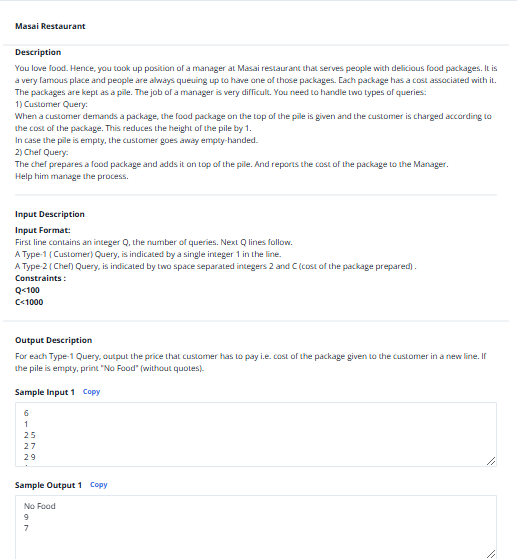 Masai Restaurant
Description
You love food. Hence, you took up position of a manager at Masai restaurant that serves people with delicious food packages. It is
a very famous place and people are always queuing up to have one of those packages. Each package has a cost associated with it.
The packages are kept as a pile. The job of a manager is very difficult. You need to handle two types of queries:
1) Customer Query:
When a customer demands a package, the food package on the top of the pile is given and the customer is charged according to
the cost of the package. This reduces the height of the pile by 1.
In case the pile is empty, the customer goes away empty-handed.
2) Chef Query:
The chef prepares a food package and adds it on top of the pile. And reports the cost of the package to the Manager.
Help him manage the process.
Input Description
Input Format:
First line contains an integer Q, the number of queries. Next Q lines follow.
A Type-1 ( Customer) Query, is indicated by a single integer 1 in the line.
A Type-2 ( Chef) Query, is indicated by two space separated integers 2 and C (cost of the package prepared) .
Constraints :
Q<100
C<1000
Output Description
For each Type-1 Query, output the price that customer has to pay i.e. cost of the package given to the customer in a new line. If
the pile is empty, print "No Food" (without quotes).
Sample Input 1 Copy
6
1
2 5
2 7
2 9
Sample Output 1 Copy
No Food
9
7